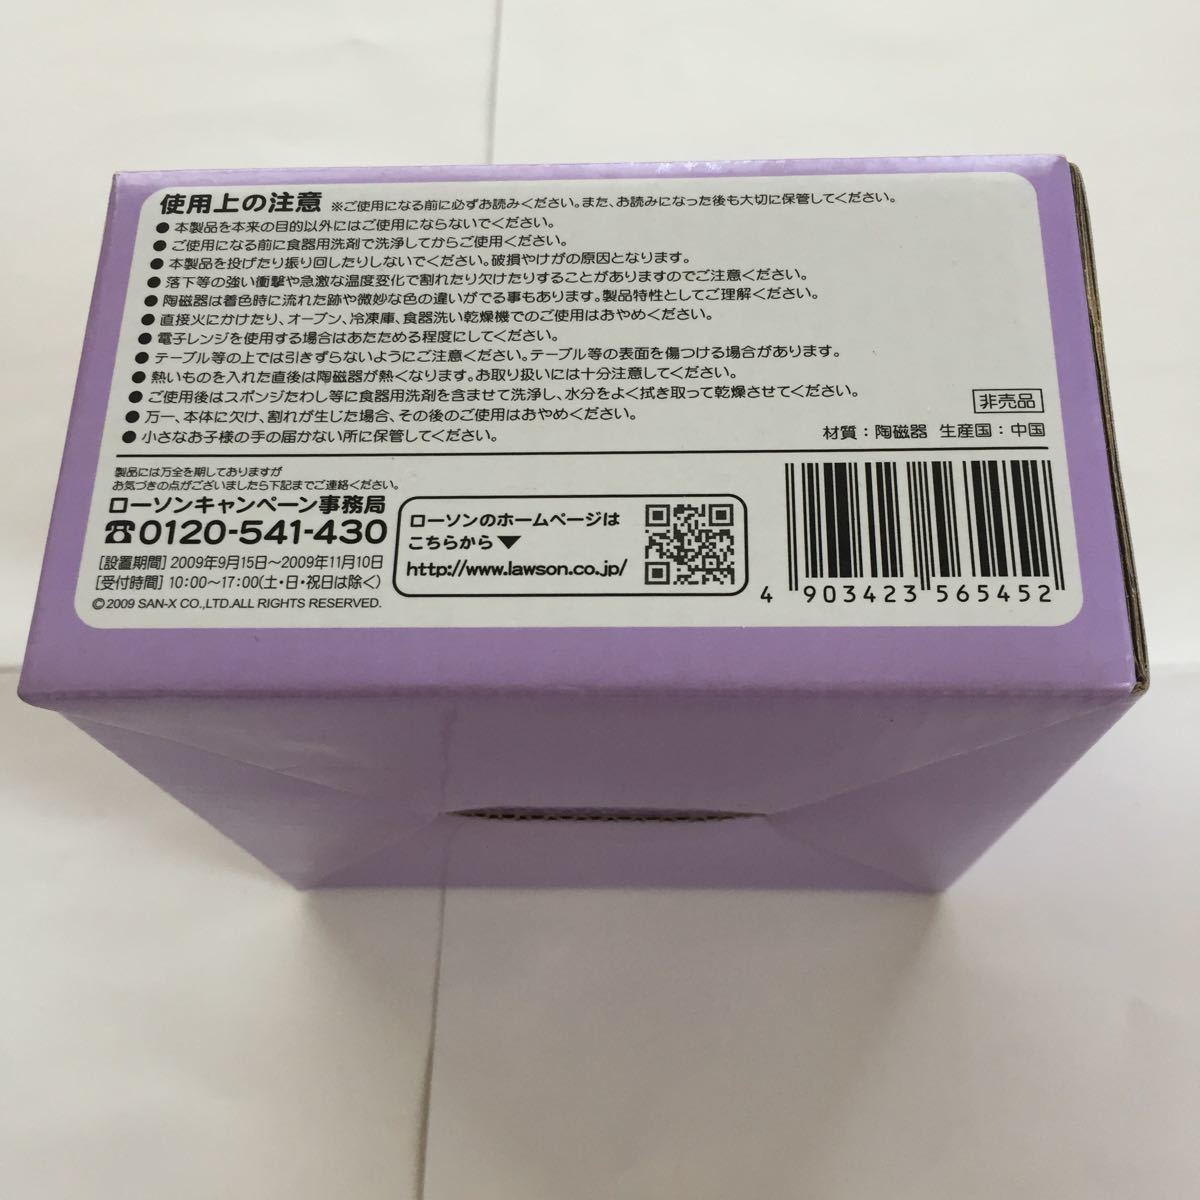 使用上の注意 ※ご使用になる前に必ずお読みください。また、お読みになった後も大切に保管してください。
●本製品を本来の目的以外にはご使用にならないでください。
●ご使用になる前に食器用洗剤で洗浄してからご使用ください。
●本製品を投げたり振り回したりしないでください。破損やけがの原因となります。
●落下等の強い衝撃や急激な温度変化で割れたり欠けたりすることがありますのでご注意ください。
●陶磁器は着色時に流れた跡や微妙な色の違いがでる事もあります。製品特性としてご理解ください。
●直接火にかけたり、オーブン、冷凍庫、食器洗い乾燥機でのご使用はおやめください。
●電子レンジを使用する場合はあたためる程度にしてください。
●テーブル等の上では引きずらないようにご注意ください。テーブル等の表面を傷つける場合があります。
●熱いものを入れた直後は陶磁器が熱くなります。お取り扱いには十分注意してください。
●ご使用後はスポンジたわし等に食器用洗剤を含ませて洗浄し、水分をよく拭き取って乾燥させてください。
●万一、本体に欠け、割れが生じた場合、その後のご使用はおやめください。
●小さなお子様の手の届かない所に保管してください。
非売品
材質：陶磁器 生産国：中国
製品には万全を期しておりますが
お気づきの点がございましたら下記までご連絡ください。
ローソンキャンペーン事務局
☎0120-541-430
[設置期間] 2009年9月15日〜2009年11月10日
[受付時間] 10:00〜17:00(土・日・祝日は除く)
©2009 SAN-X CO.,LTD.ALL RIGHTS RESERVED.
ローソンのホームページは
こちらから▼
http://www.lawson.co.jp/
4 903423 565452